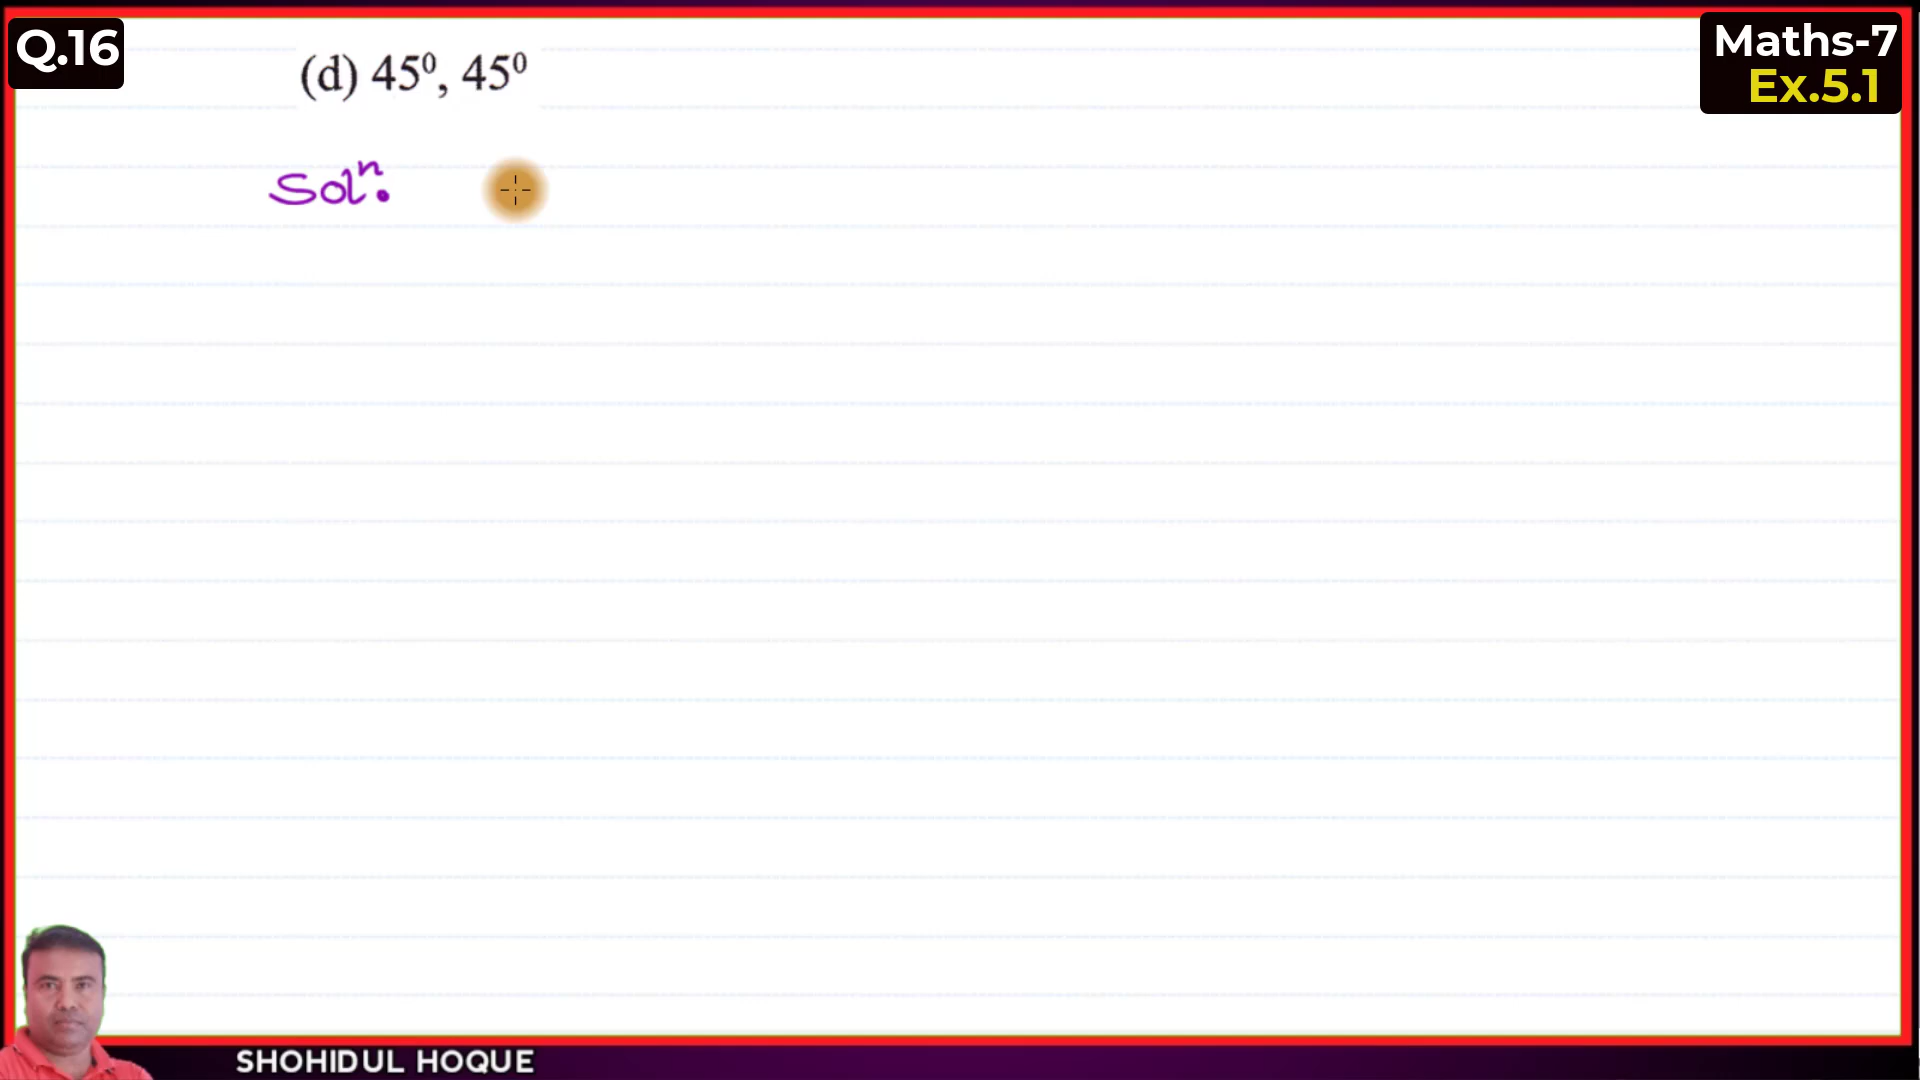 Q.16
(d) 45⁰, 45⁰
Maths-7
Ex.5.1
Solⁿ.
SHOHIDUL HOQUE